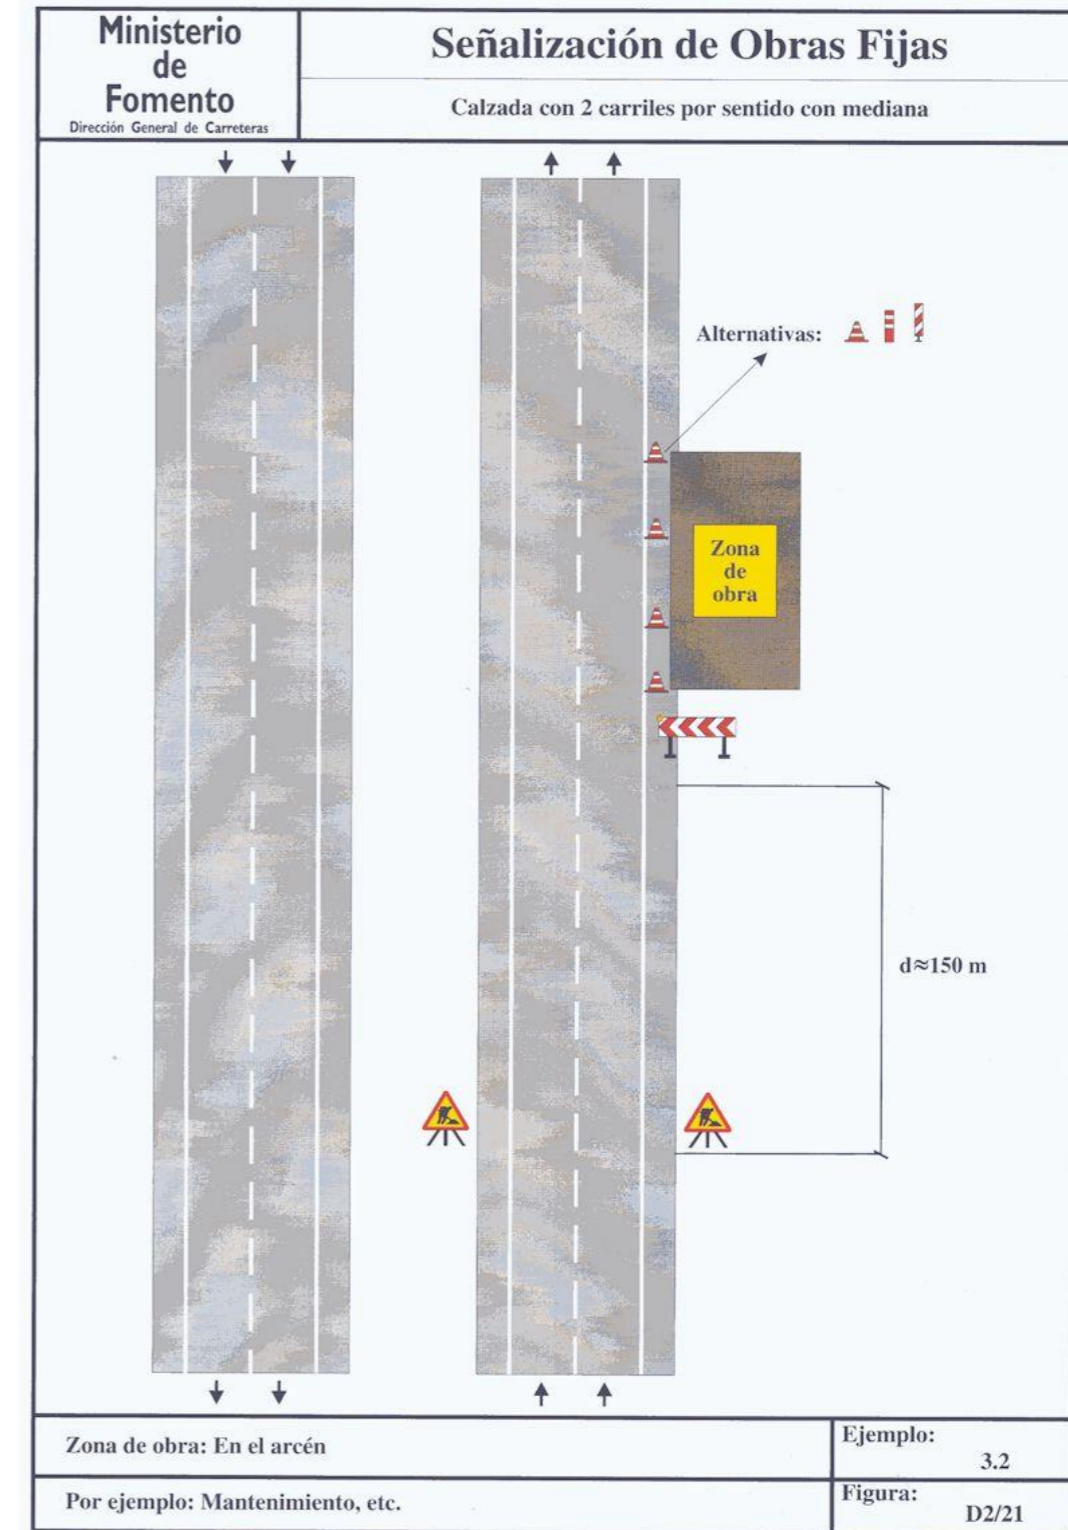 Ministerio
de
Fomento
Dirección General de Carreteras
Señalización de Obras Fijas
Calzada con 2 carriles por sentido con mediana
Alternativas:
Zona
de
obra
d≈150 m
Zona de obra: En el arcén
Ejemplo:
3.2
Por ejemplo: Mantenimiento, etc.
Figura:
D2/21